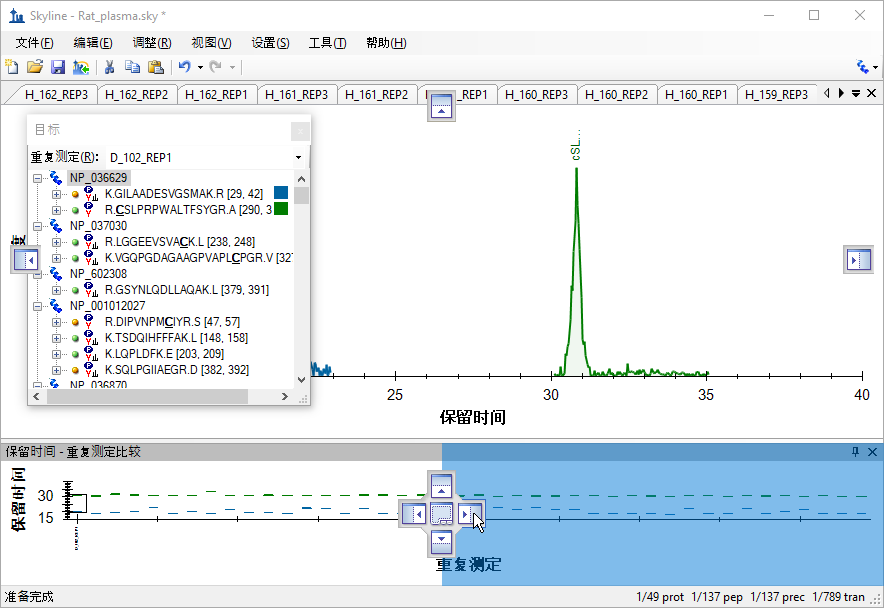 Skyline - Rat_plasma.sky *
文件(F) 编辑(E) 调整(R) 视图(V) 设置(S) 工具(T) 帮助(H)
H_162_REP3 H_162_REP2 H_162_REP1 H_161_REP3 H_161_REP2 _REP1 H_160_REP3 H_160_REP2 H_160_REP1 H_159_REP3
目标
重复测定(R): D_102_REP1
NP_036629
K.GILAADESVGSMAK.R [29, 42]
R.CSLPRPWALTFSYGR.A [290, 3
NP_037030
R.LGGEEVSVACK.L [238, 248]
K.VGQPGDAGAAGPVAPLCPGR.V [327
NP_602308
R.GSYNLQDLLAQAK.L [379, 391]
NP_001012027
R.DIPVNPMCIYR.S [47, 57]
K.TSDQIHFFFAK.L [148, 158]
K.LQPLDFK.E [203, 209]
K.SQLPGIIAEGR.D [382, 392]
NP_036870
cSL...
25 30 35 40
保留时间
保留时间 - 重复测定比较
保留时间
30
15
重复测定
准备完成 1/49 prot 1/137 pep 1/137 prec 1/789 tran